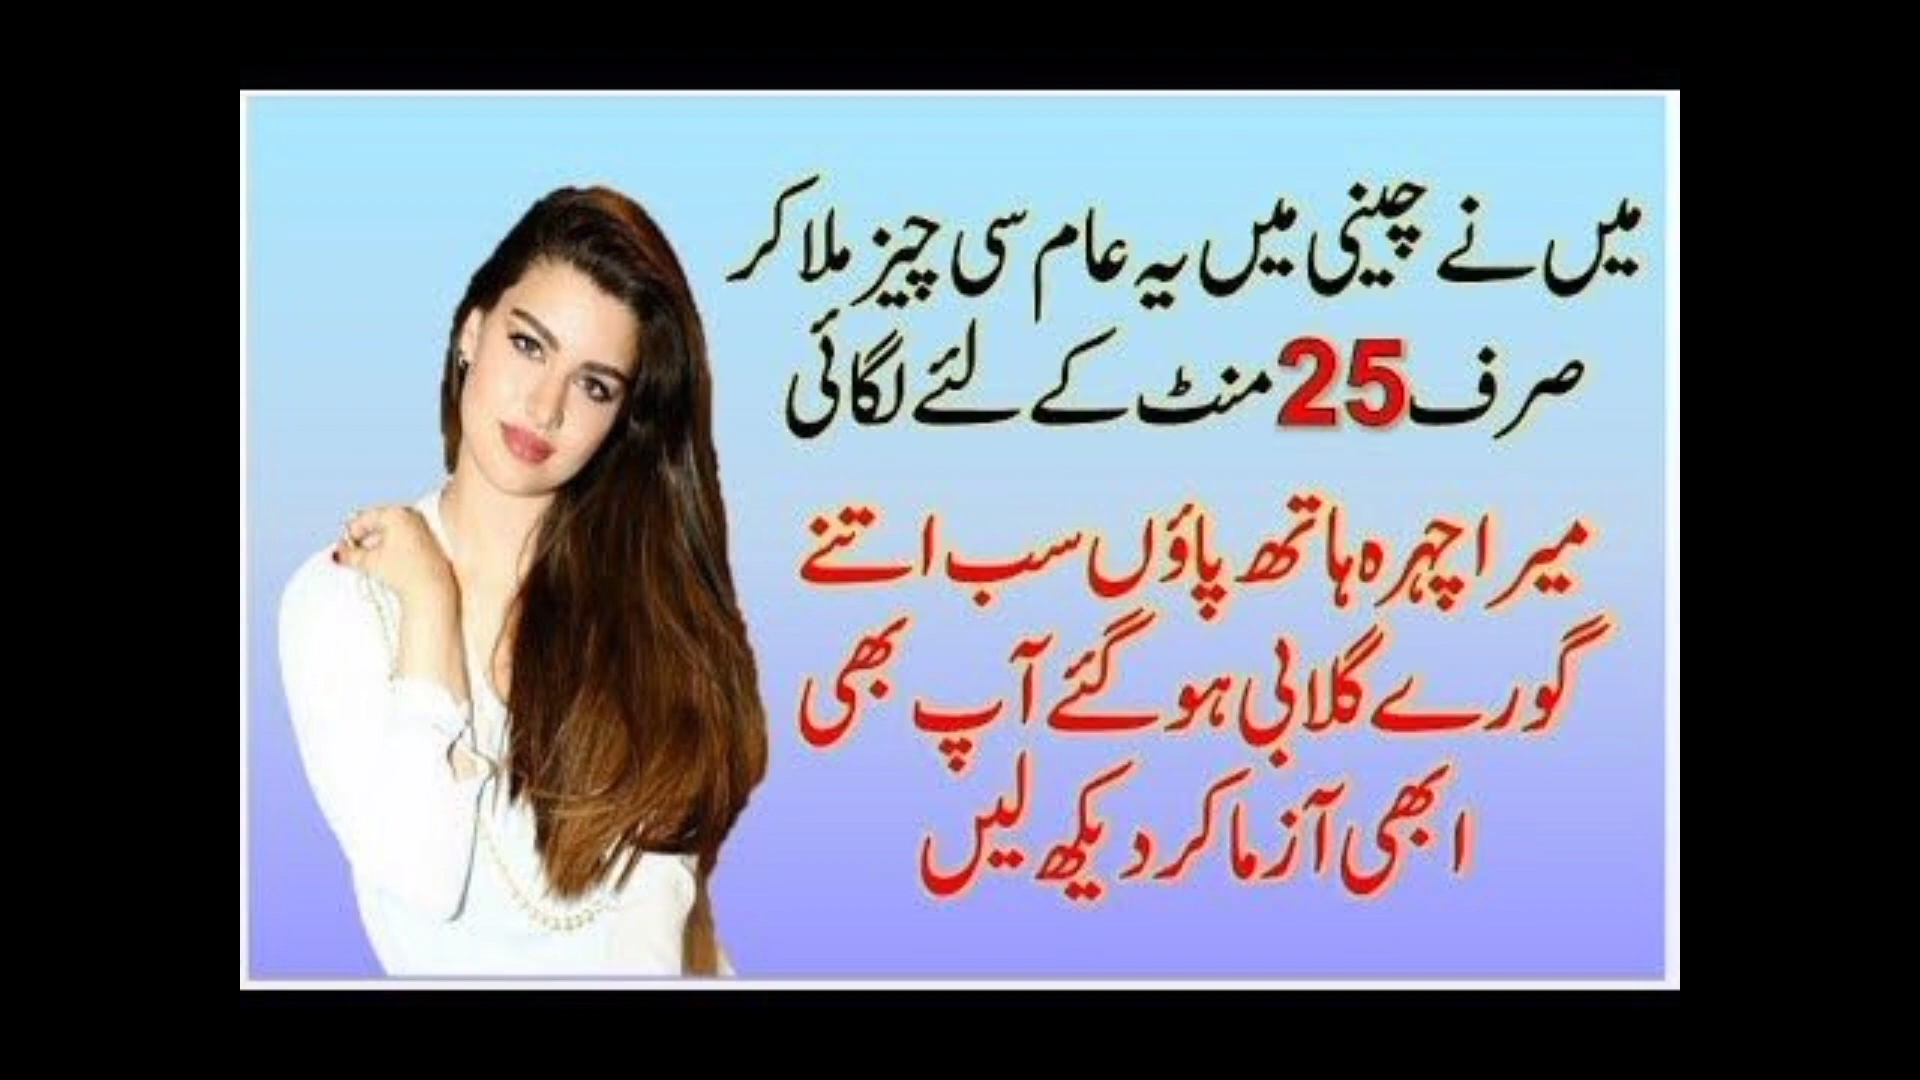 میں نے چینی میں یہ عام سی چیز ملا کر
صرف 25 منٹ کے لئے لگائی
میرا چہرہ ہاتھ پاؤں سب اتنے
گورے گلابی ہو گئے آپ بھی
ابھی آزما کر دیکھ لیں